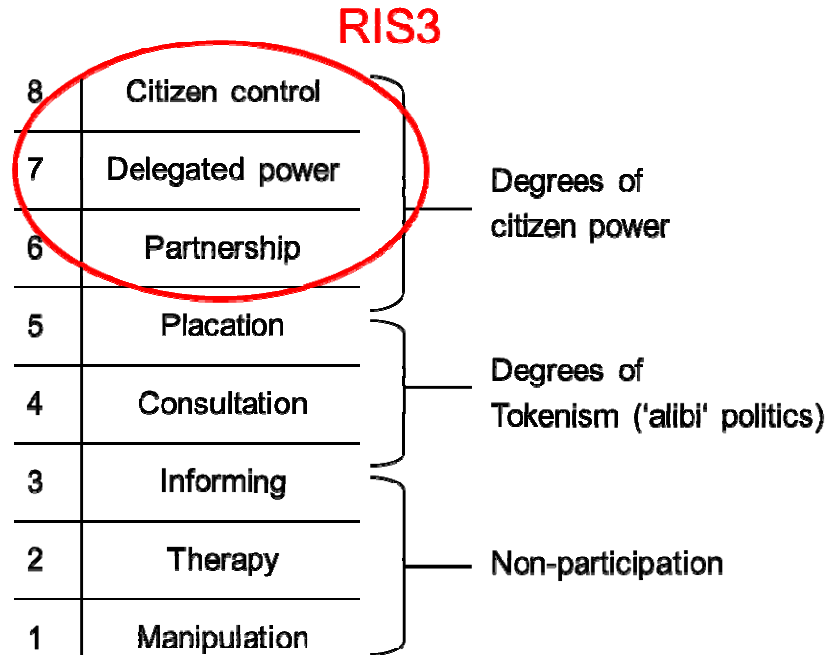 RIS3
8 Citizen control
7 Delegated power
6 Partnership
Degrees of
citizen power
5 Placation
4 Consultation
Degrees of
Tokenism ('alibi' politics)
3 Informing
2 Therapy
1 Manipulation
Non-participation